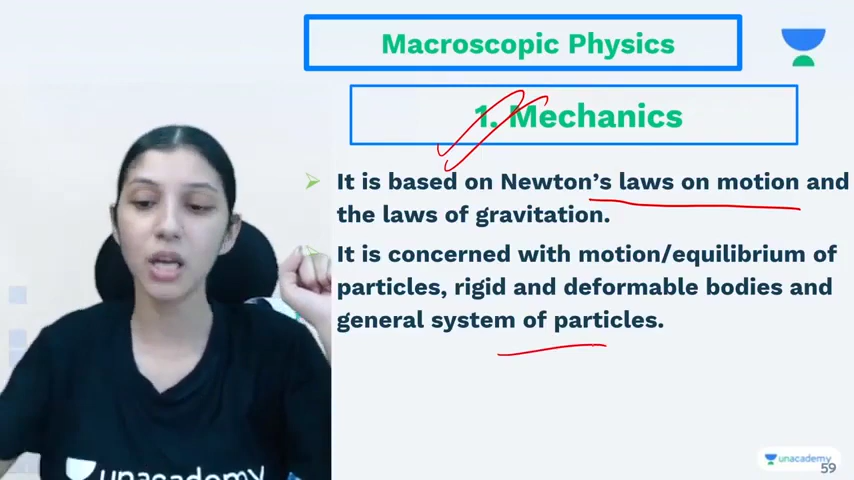 Macroscopic Physics
1. Mechanics
It is based on Newton's laws on motion and
the laws of gravitation.
It is concerned with motion/equilibrium of
particles, rigid and deformable bodies and
general system of particles.
unacademy
unacademy
59